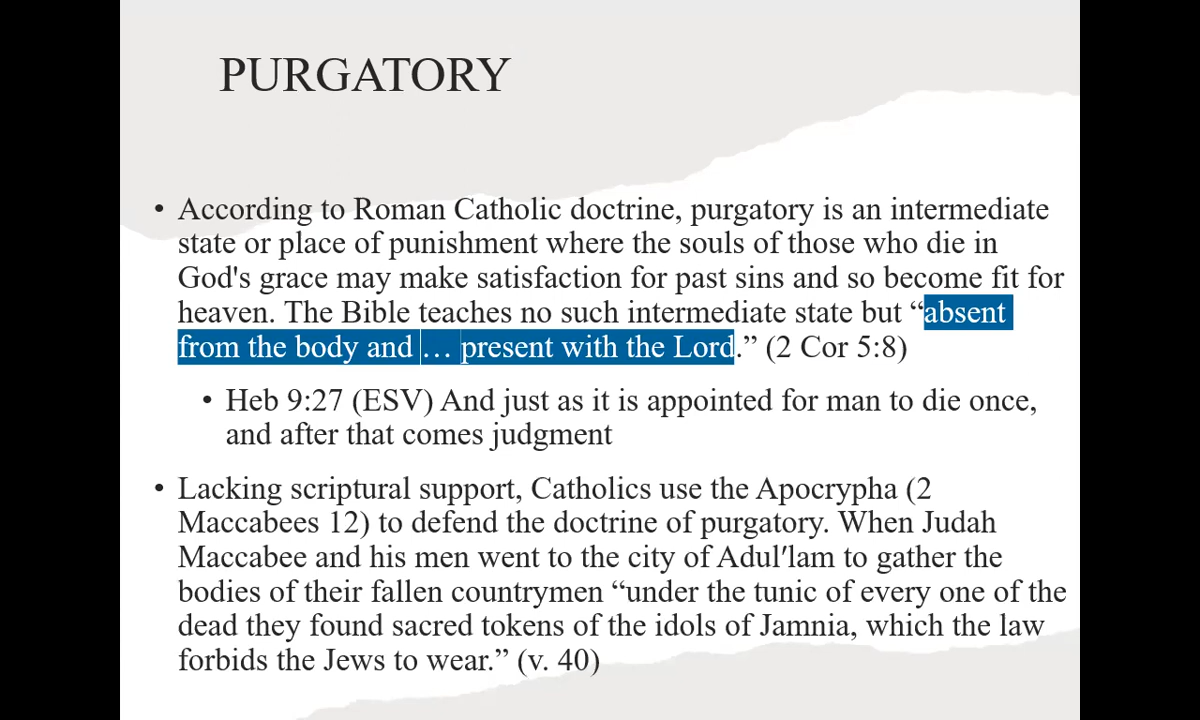 PURGATORY
• According to Roman Catholic doctrine, purgatory is an intermediate
state or place of punishment where the souls of those who die in
God's grace may make satisfaction for past sins and so become fit for
heaven. The Bible teaches no such intermediate state but “absent
from the body and … present with the Lord.” (2 Cor 5:8)
• Heb 9:27 (ESV) And just as it is appointed for man to die once,
and after that comes judgment
• Lacking scriptural support, Catholics use the Apocrypha (2
Maccabees 12) to defend the doctrine of purgatory. When Judah
Maccabee and his men went to the city of Adul′lam to gather the
bodies of their fallen countrymen “under the tunic of every one of the
dead they found sacred tokens of the idols of Jamnia, which the law
forbids the Jews to wear.” (v. 40)